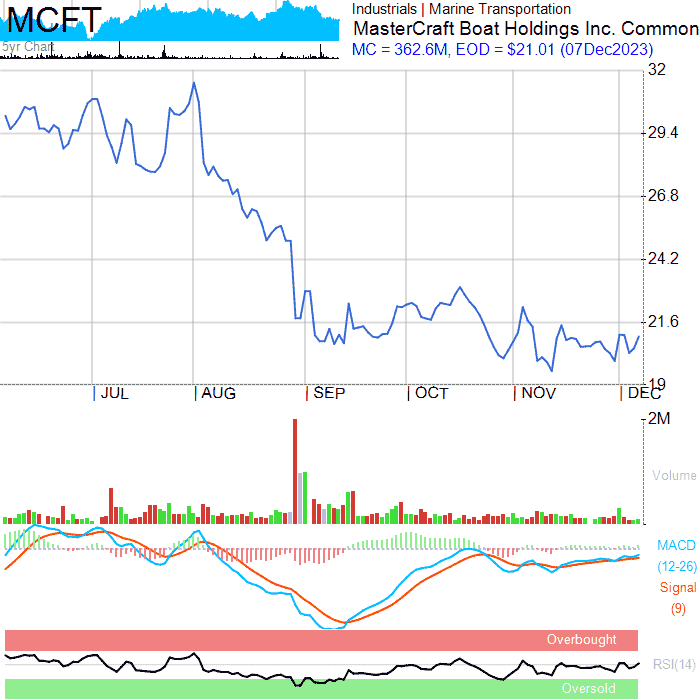 MCFT
5yr Chart
Industrials | Marine Transportation
MasterCraft Boat Holdings Inc. Common
MC = 362.6M, EOD = $21.01 (07Dec2023)
32
29.4
26.8
24.2
21.6
19
JUL AUG SEP OCT NOV DEC
2M
Volume
MACD
(12-26)
Signal
(9)
Overbought
RSI(14)
Oversold